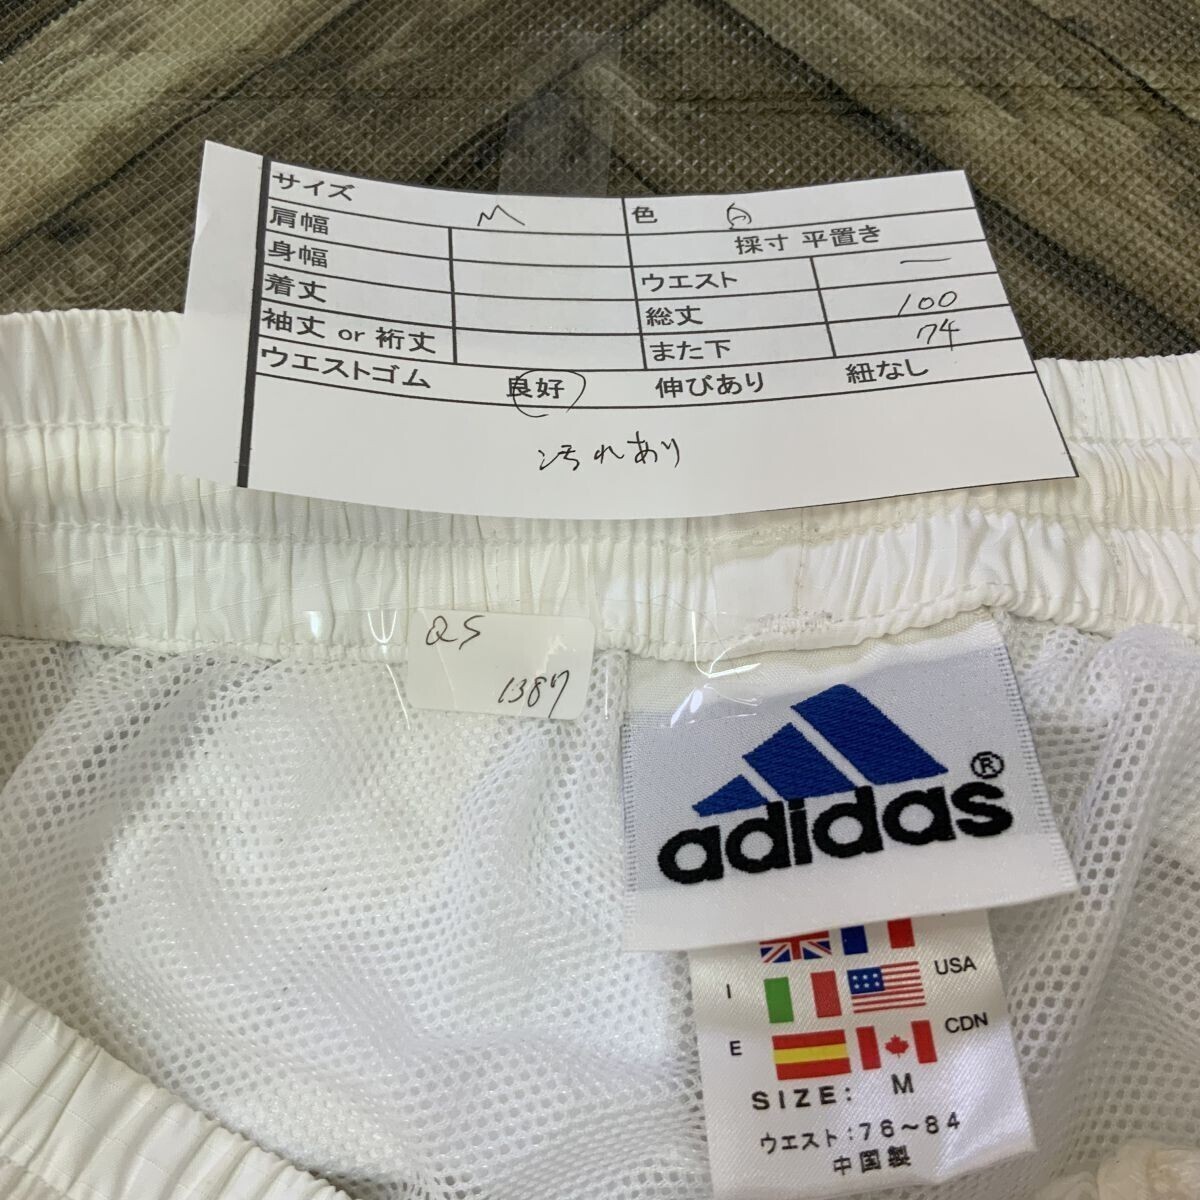 サイズ M 色 白
肩幅 採寸 平置き
身幅 ウエスト ー
着丈 総丈 100
袖丈 or 裄丈 また下 74
ウエストゴム 良好 伸びあり 紐なし
汚れあり
QS
1387
adidas®
I USA
E CDN
SIZE: M
ウエスト:76〜84
中国製